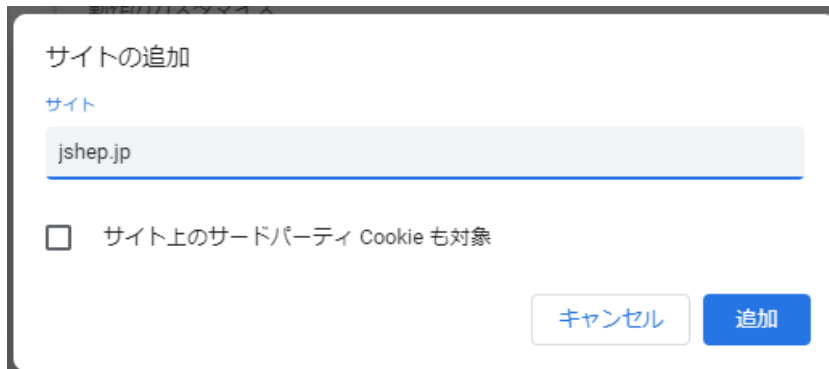 サイトの追加
サイト
jshep.jp
サイト上のサードパーティ Cookie も対象
キャンセル
追加